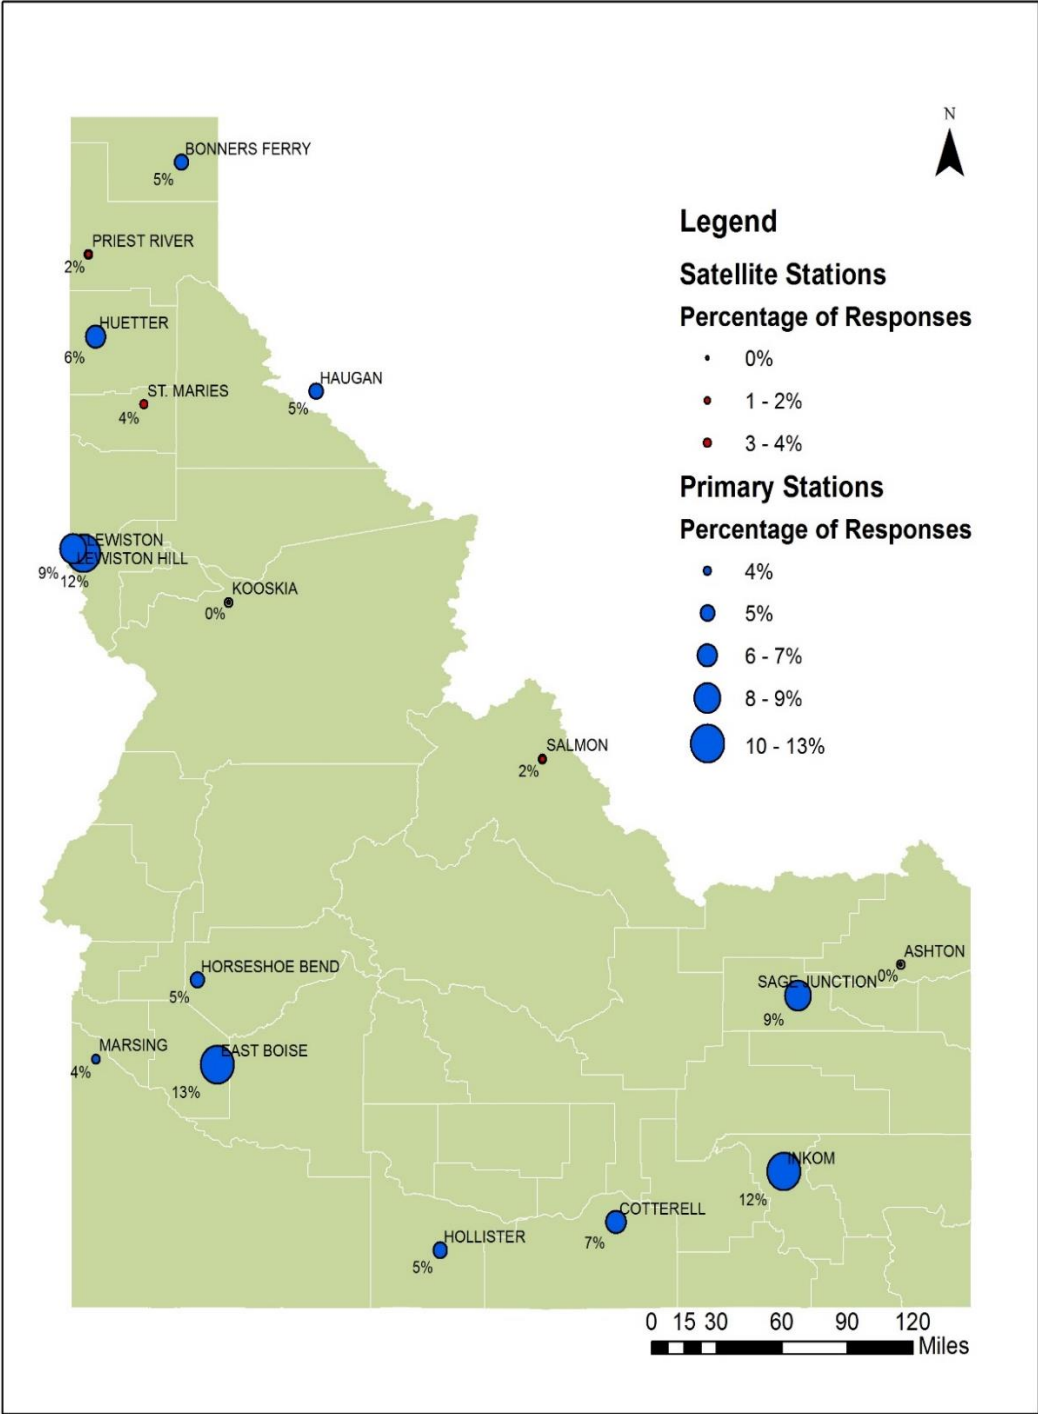 N
BONNERS FERRY
5%
PRIEST RIVER
2%
HUETTER
6%
HAUGAN
5%
ST. MARIES
4%
LEWISTON
LEWISTON HILL
9% 12%
KOOSKIA
0%
SALMON
2%
ASHTON
0%
SAGE JUNCTION
9%
HORSESHOE BEND
5%
MARSING
4%
EAST BOISE
13%
INKOM
12%
COTTERELL
7%
HOLLISTER
5%
Legend
Satellite Stations
Percentage of Responses
0%
1 - 2%
3 - 4%
Primary Stations
Percentage of Responses
4%
5%
6 - 7%
8 - 9%
10 - 13%
0 15 30 60 90 120
Miles